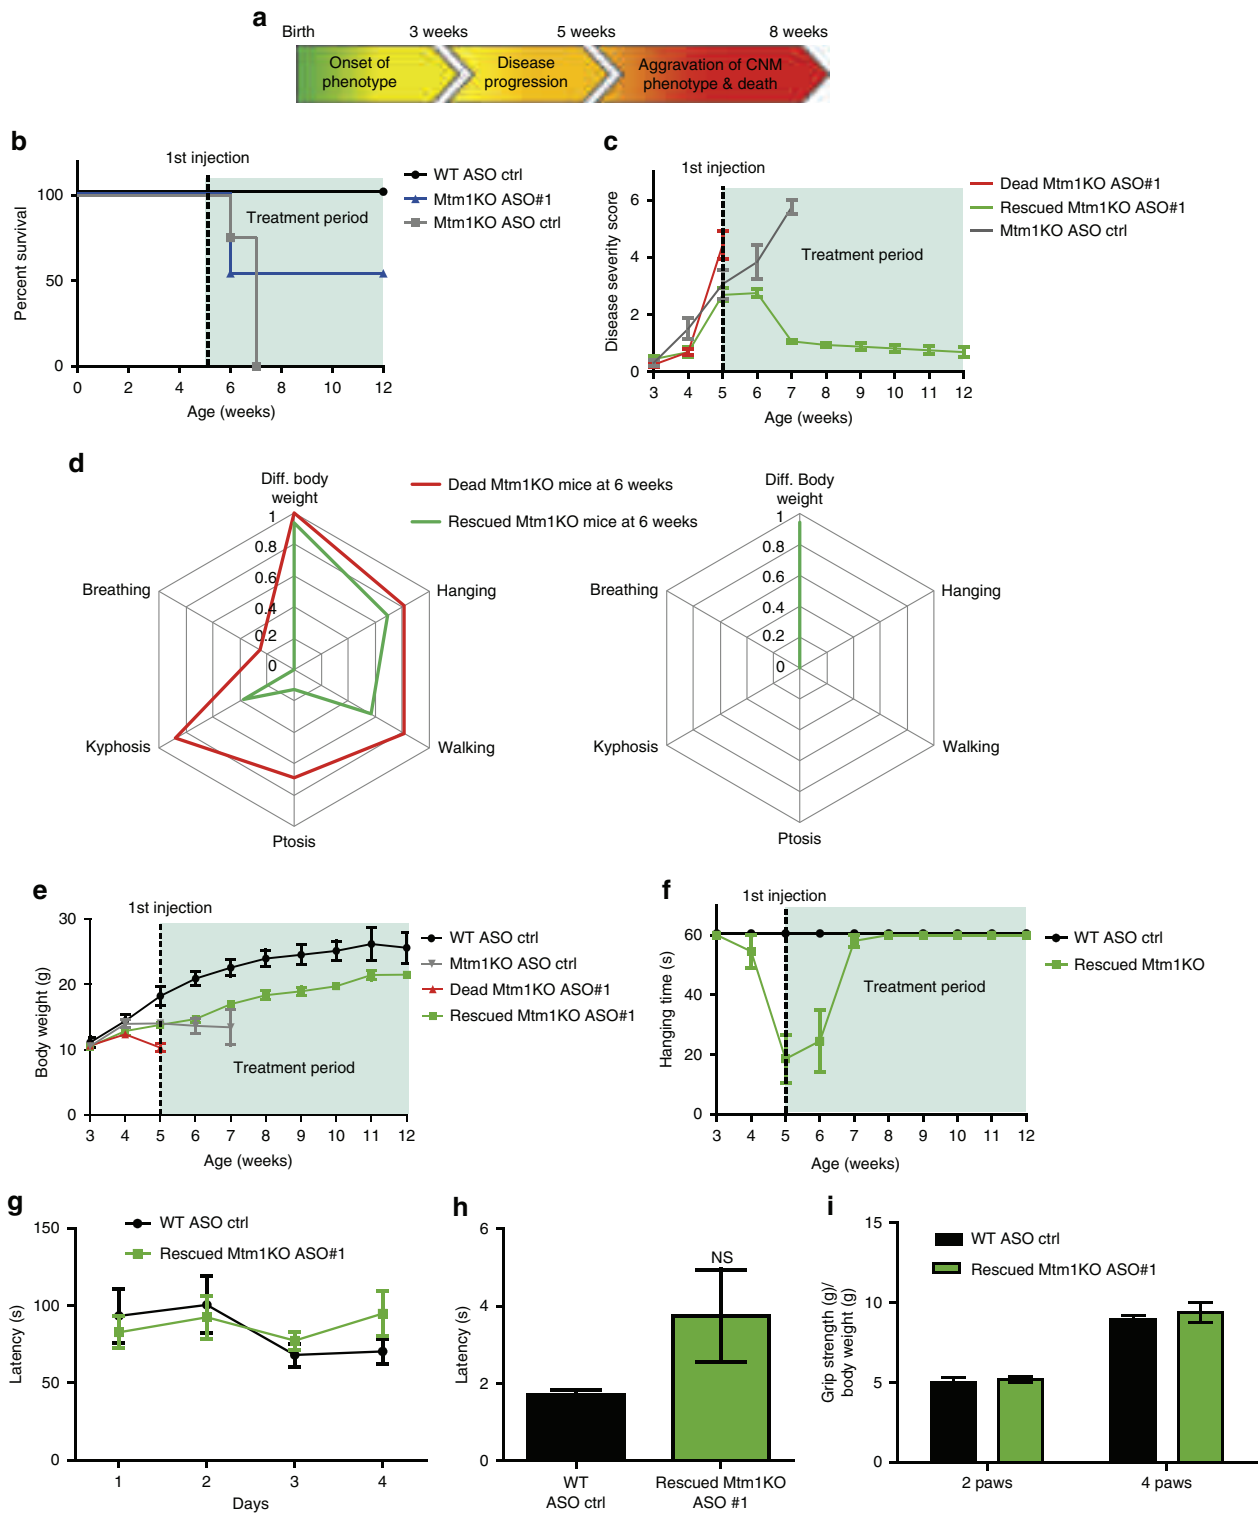 a
Birth
3 weeks
5 weeks
8 weeks
Onset of
phenotype
Disease
progression
Aggravation of CNM
phenotype & death
b
1st injection
Treatment period
WT ASO ctrl
Mtm1KO ASO#1
Mtm1KO ASO ctrl
Percent survival
100
50
0
0 2 4 6 8 10 12
Age (weeks)
c
1st injection
Treatment period
Dead Mtm1KO ASO#1
Rescued Mtm1KO ASO#1
Mtm1KO ASO ctrl
Disease severity score
6
4
2
0
3 4 5 6 7 8 9 10 11 12
Age (weeks)
d
Diff. body
weight
1
0.8
0.6
0.4
0.2
0
Hanging
Walking
Ptosis
Kyphosis
Breathing
Dead Mtm1KO mice at 6 weeks
Rescued Mtm1KO mice at 6 weeks
Diff. Body
weight
1
0.8
0.6
0.4
0.2
0
Hanging
Walking
Ptosis
Kyphosis
Breathing
e
1st injection
Treatment period
WT ASO ctrl
Mtm1KO ASO ctrl
Dead Mtm1KO ASO#1
Rescued Mtm1KO ASO#1
Body weight (g)
30
20
10
0
3 4 5 6 7 8 9 10 11 12
Age (weeks)
f
1st injection
Treatment period
WT ASO ctrl
Rescued Mtm1KO
Hanging time (s)
60
40
20
0
3 4 5 6 7 8 9 10 11 12
Age (weeks)
g
WT ASO ctrl
Rescued Mtm1KO ASO#1
Latency (s)
150
100
50
0
1 2 3 4
Days
h
Latency (s)
6
4
2
0
NS
WT
ASO ctrl
Rescued Mtm1KO
ASO #1
i
WT ASO ctrl
Rescued Mtm1KO ASO#1
Grip strength (g)/
body weight (g)
15
10
5
0
2 paws
4 paws